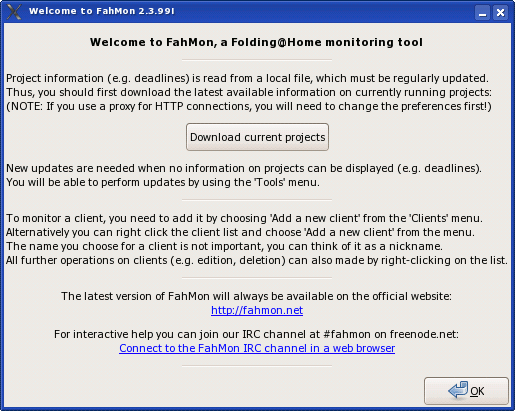 Welcome to FahMon 2.3.99I
Welcome to FahMon, a Folding@Home monitoring tool
Project information (e.g. deadlines) is read from a local file, which must be regularly updated.
Thus, you should first download the latest available information on currently running projects:
(NOTE: If you use a proxy for HTTP connections, you will need to change the preferences first!)
Download current projects
New updates are needed when no information on projects can be displayed (e.g. deadlines).
You will be able to perform updates by using the 'Tools' menu.
To monitor a client, you need to add it by choosing 'Add a new client' from the 'Clients' menu.
Alternatively you can right click the client list and choose 'Add a new client' from the menu.
The name you choose for a client is not important, you can think of it as a nickname.
All further operations on clients (e.g. edition, deletion) can also made by right-clicking on the list.
The latest version of FahMon will always be available on the official website:
http://fahmon.net
For interactive help you can join our IRC channel at #fahmon on freenode.net:
Connect to the FahMon IRC channel in a web browser
OK